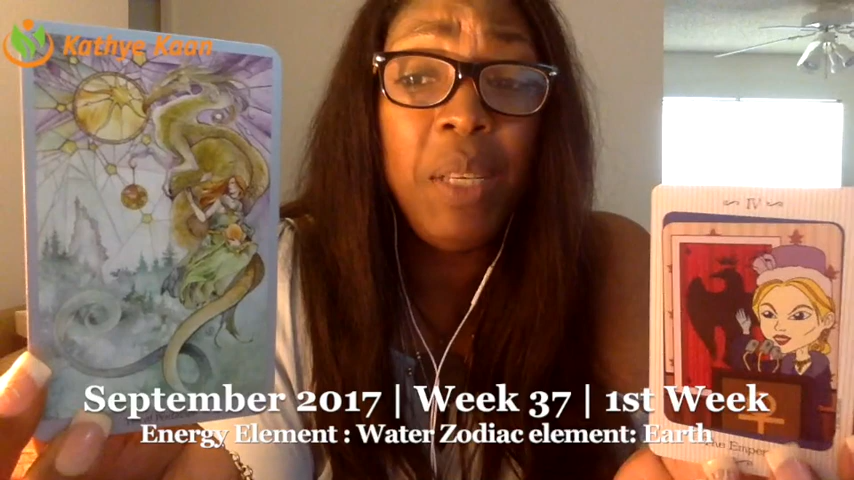 Kathye Kaan
IV
September 2017 | Week 37 | 1st Week
Energy Element : Water Zodiac element: Earth